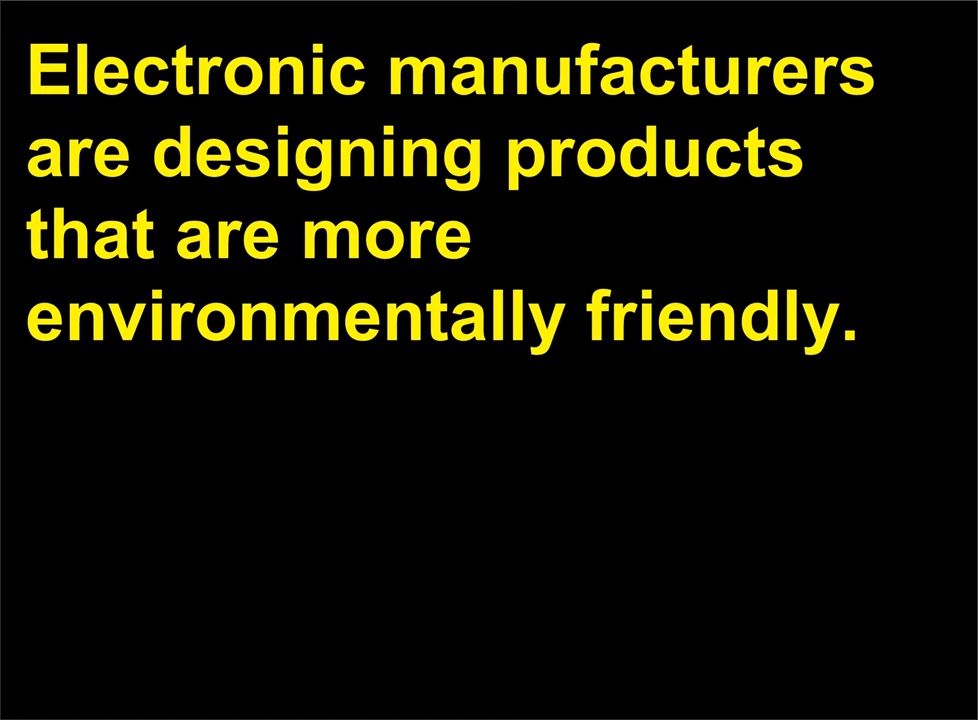 Electronic manufacturers
are designing products
that are more
environmentally friendly.